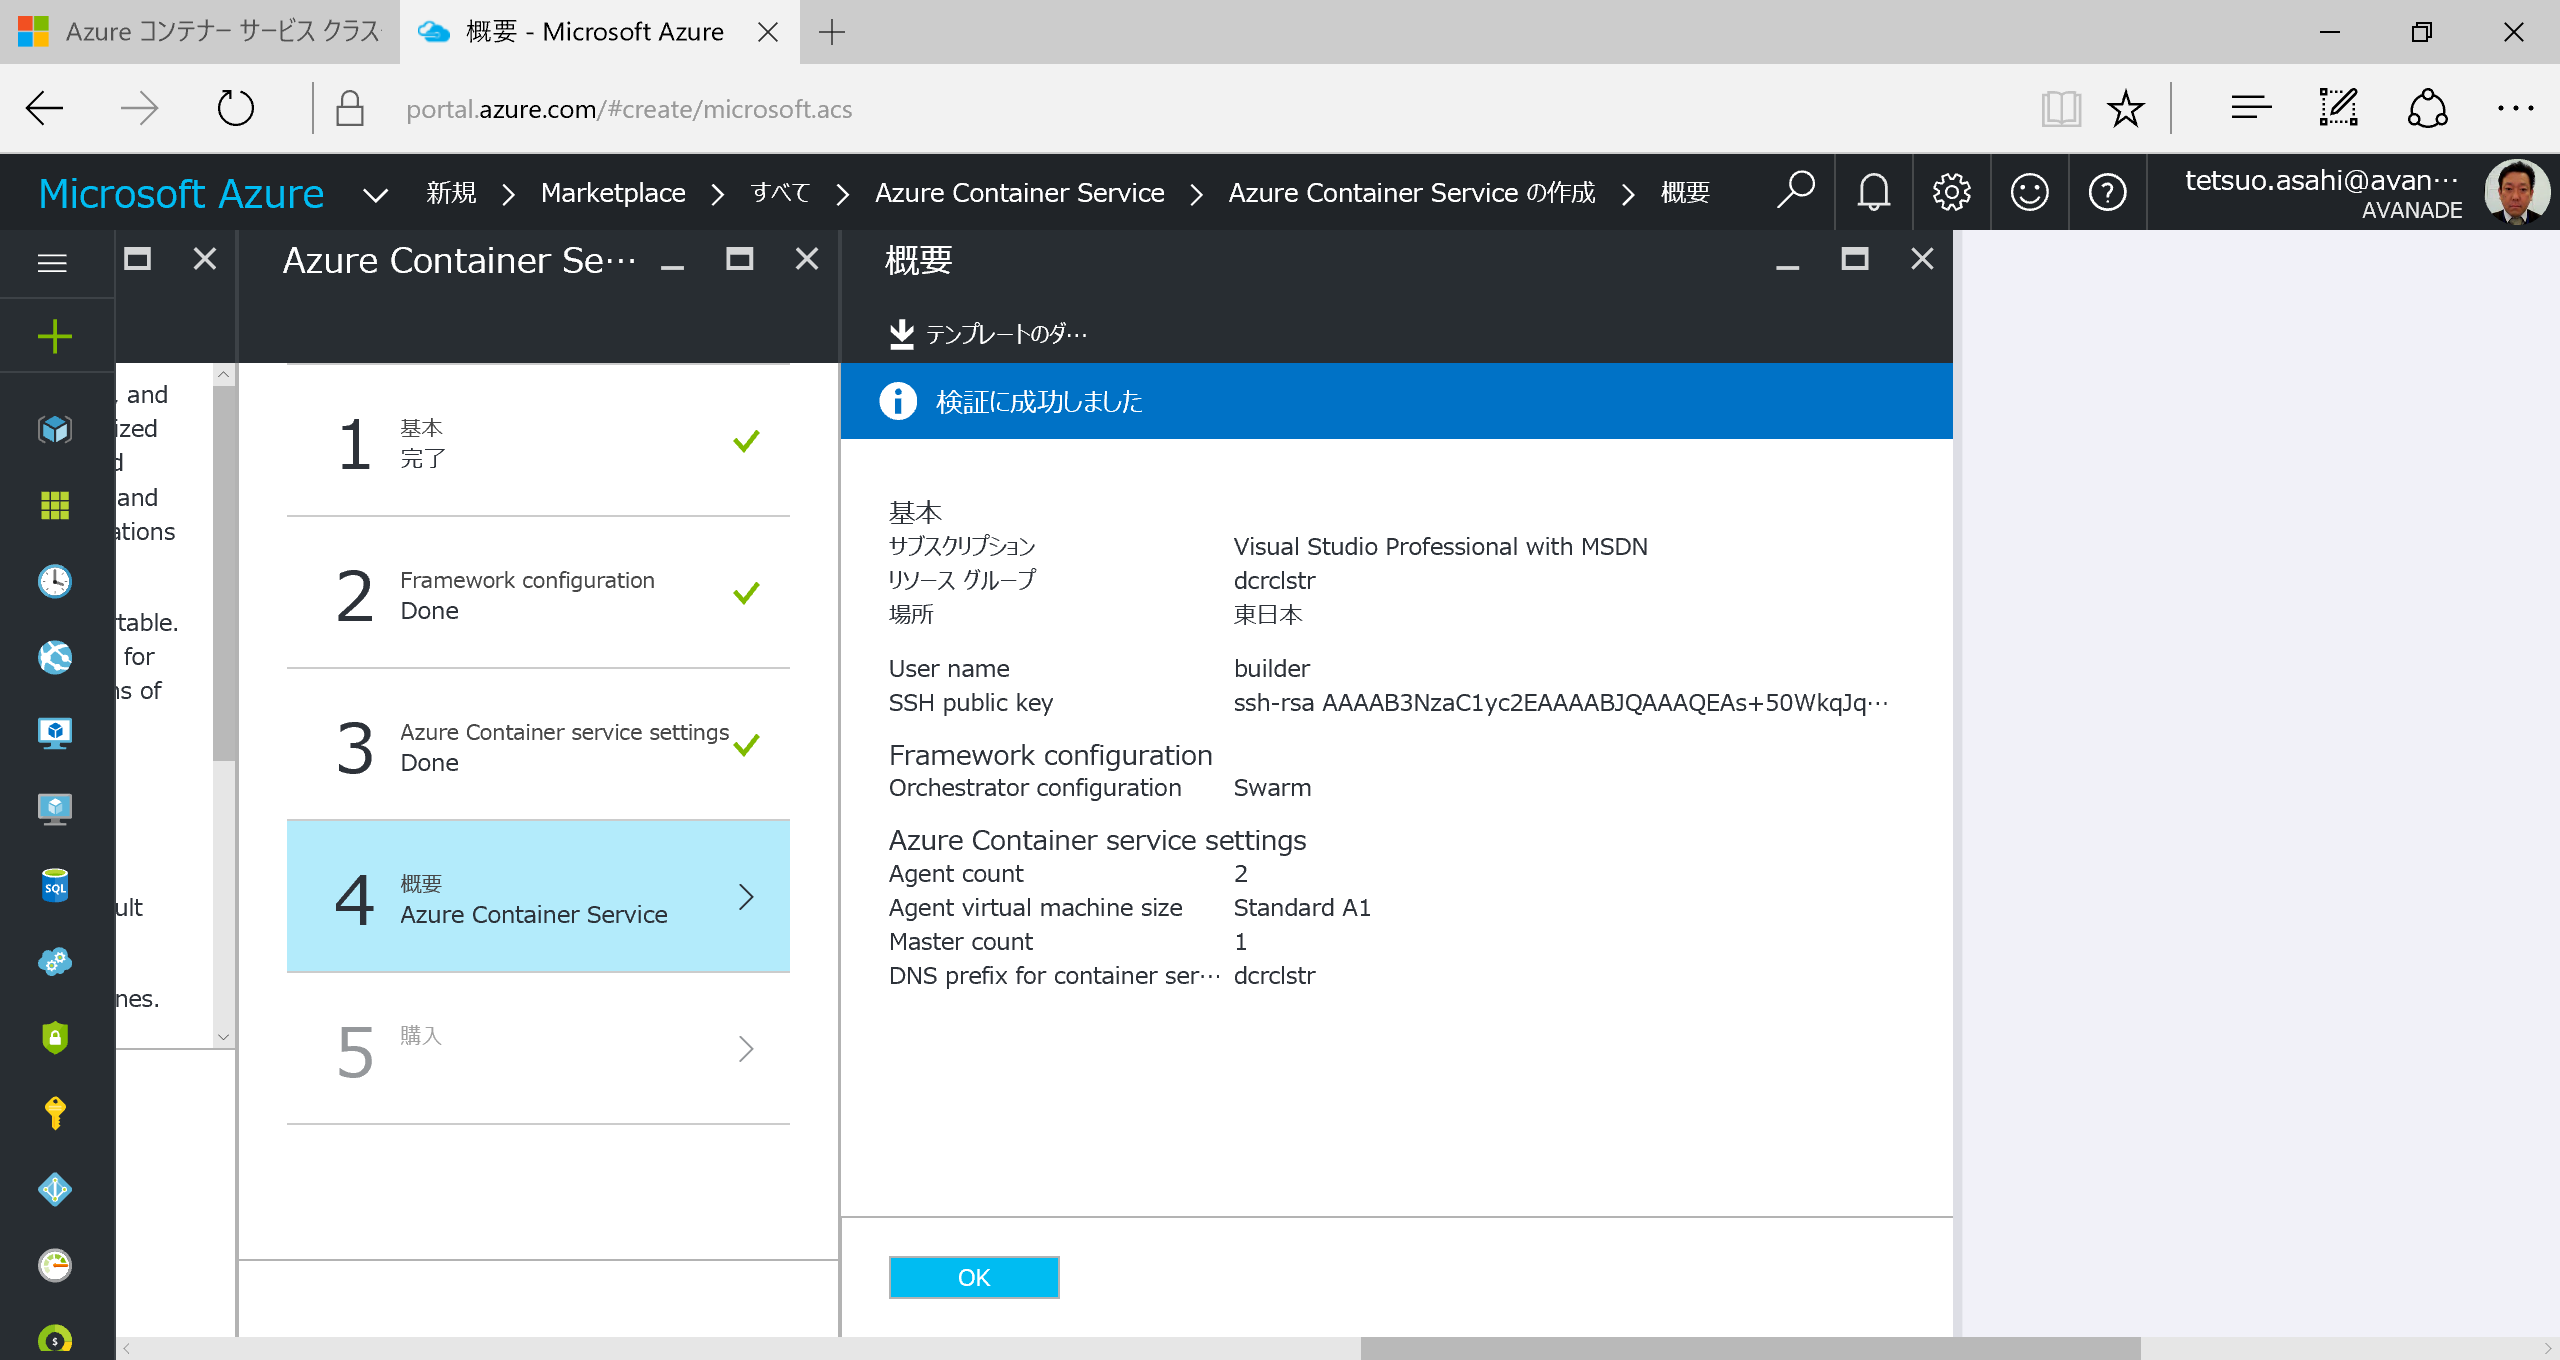 Azure コンテナー サービス クラス
概要 - Microsoft Azure
portal.azure.com/#create/microsoft.acs
Microsoft Azure
新規 > Marketplace > すべて > Azure Container Service > Azure Container Service の作成 > 概要
tetsuo.asahi@avan…
AVANADE
Azure Container Se…
概要
テンプレートのダ…
, and
ized
d
and
ations
table.
for
ns of
ult
nes.
SQL
1 基本
完了
2 Framework configuration
Done
3 Azure Container service settings
Done
4 概要
Azure Container Service
5 購入
検証に成功しました
基本
サブスクリプション Visual Studio Professional with MSDN
リソース グループ dcrclstr
場所 東日本
User name builder
SSH public key ssh-rsa AAAAB3NzaC1yc2EAAAABJQAAAQEAs+50WkqJq…
Framework configuration
Orchestrator configuration Swarm
Azure Container service settings
Agent count 2
Agent virtual machine size Standard A1
Master count 1
DNS prefix for container ser… dcrclstr
OK